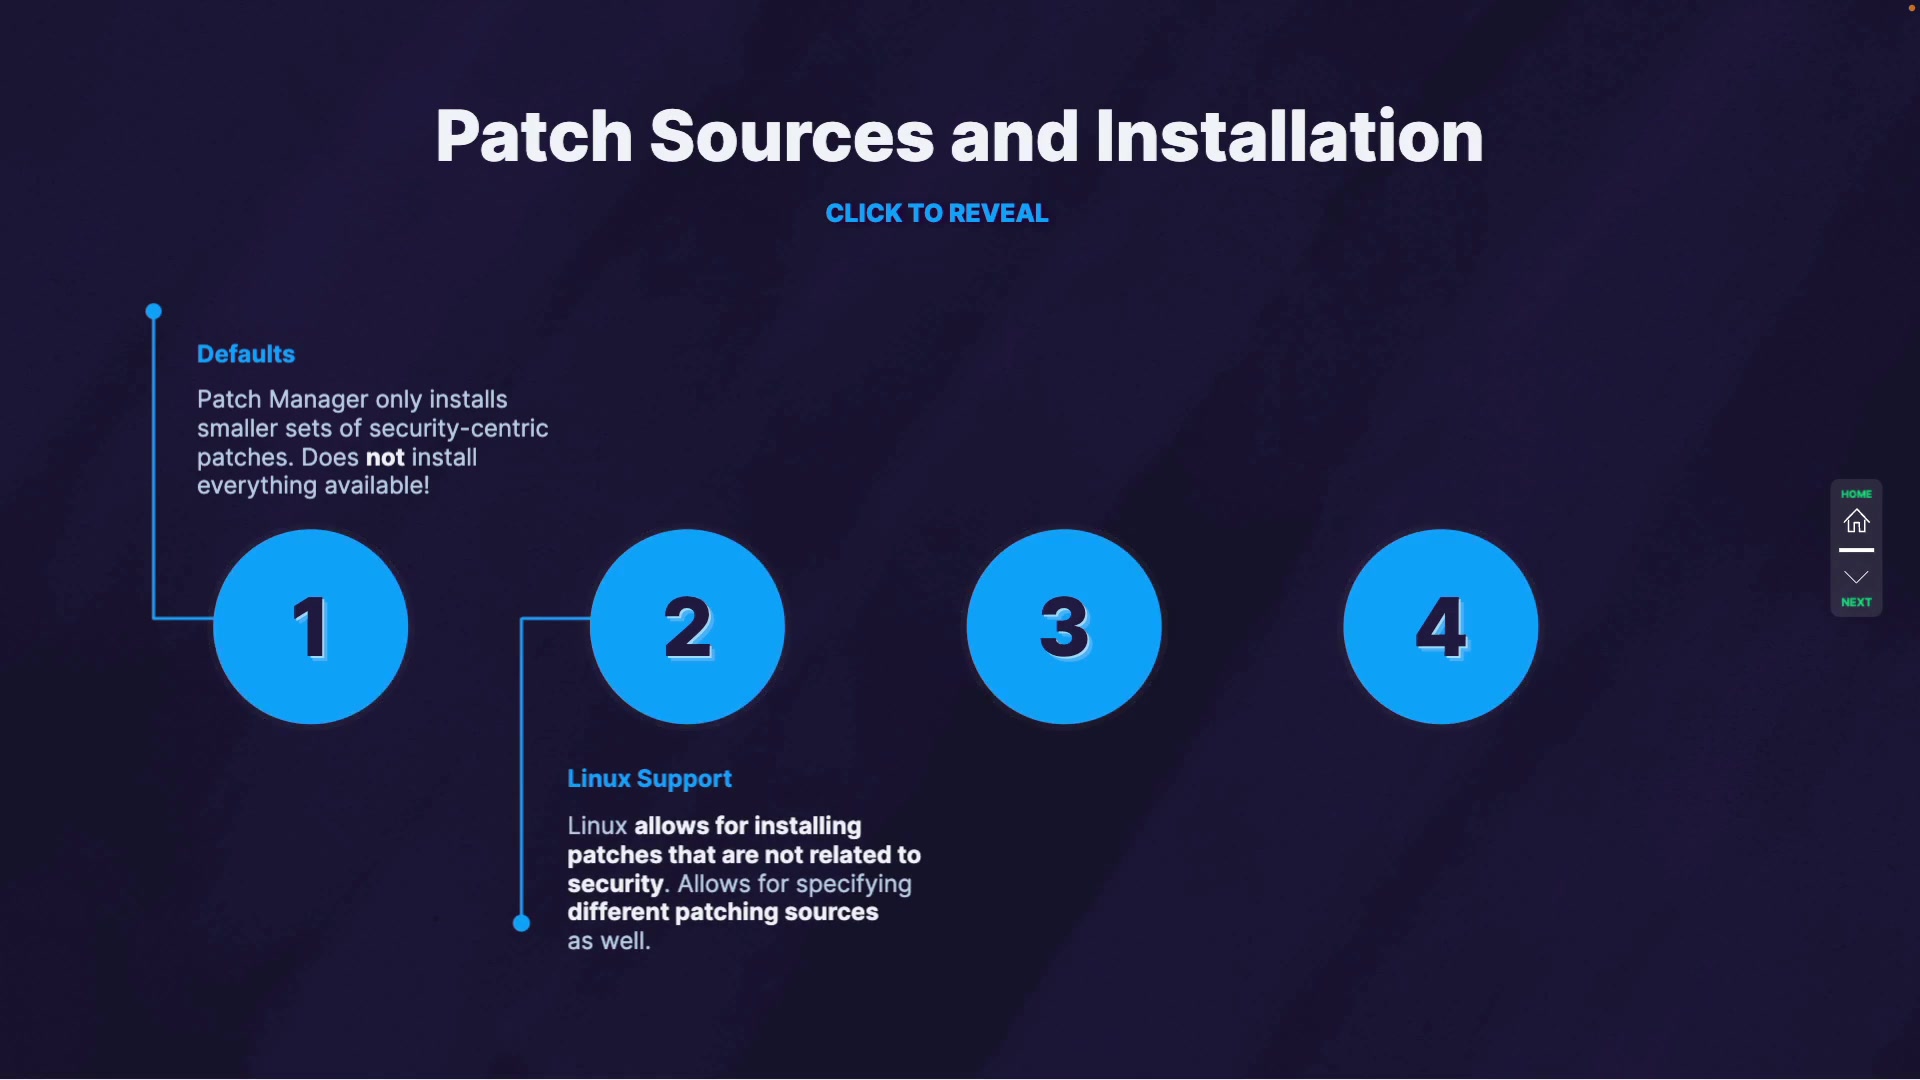 Patch Sources and Installation
CLICK TO REVEAL
Defaults
Patch Manager only installs
smaller sets of security-centric
patches. Does not install
everything available!
HOME
NEXT
1
2
3
4
Linux Support
Linux allows for installing
patches that are not related to
security. Allows for specifying
different patching sources
as well.